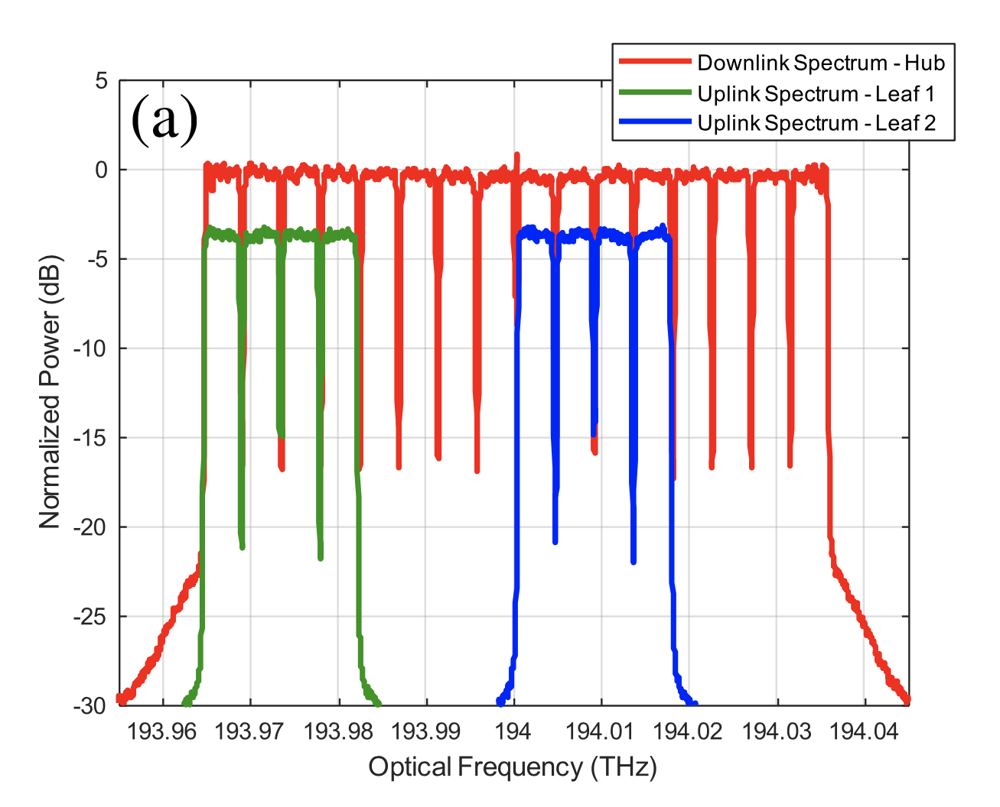 Downlink Spectrum - Hub
Uplink Spectrum - Leaf 1
Uplink Spectrum - Leaf 2
(a)
5
0
-5
-10
-15
-20
-25
-30
Normalized Power (dB)
193.96 193.97 193.98 193.99 194 194.01 194.02 194.03 194.04
Optical Frequency (THz)